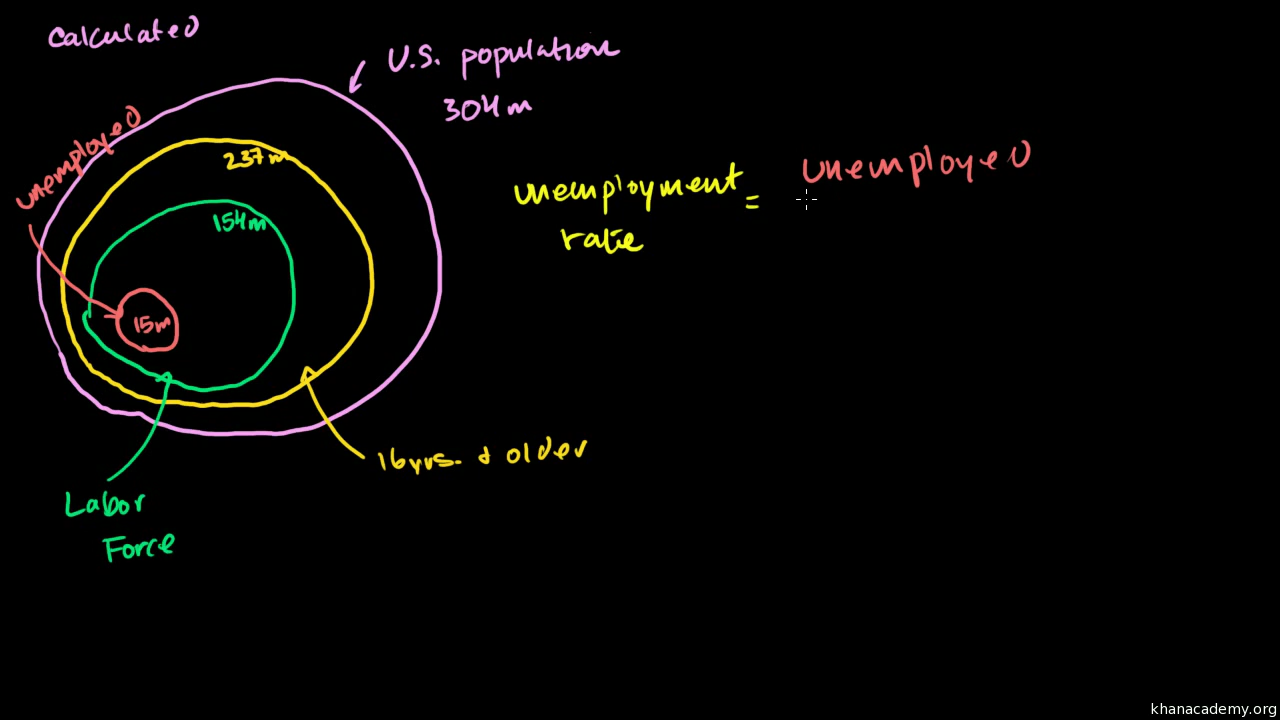 calculated
U.S. population
304m
unemployed
237m
154m
15m
unemployment
rate
=
unemployed
16yrs. & older
Labor
Force
khanacademy.org